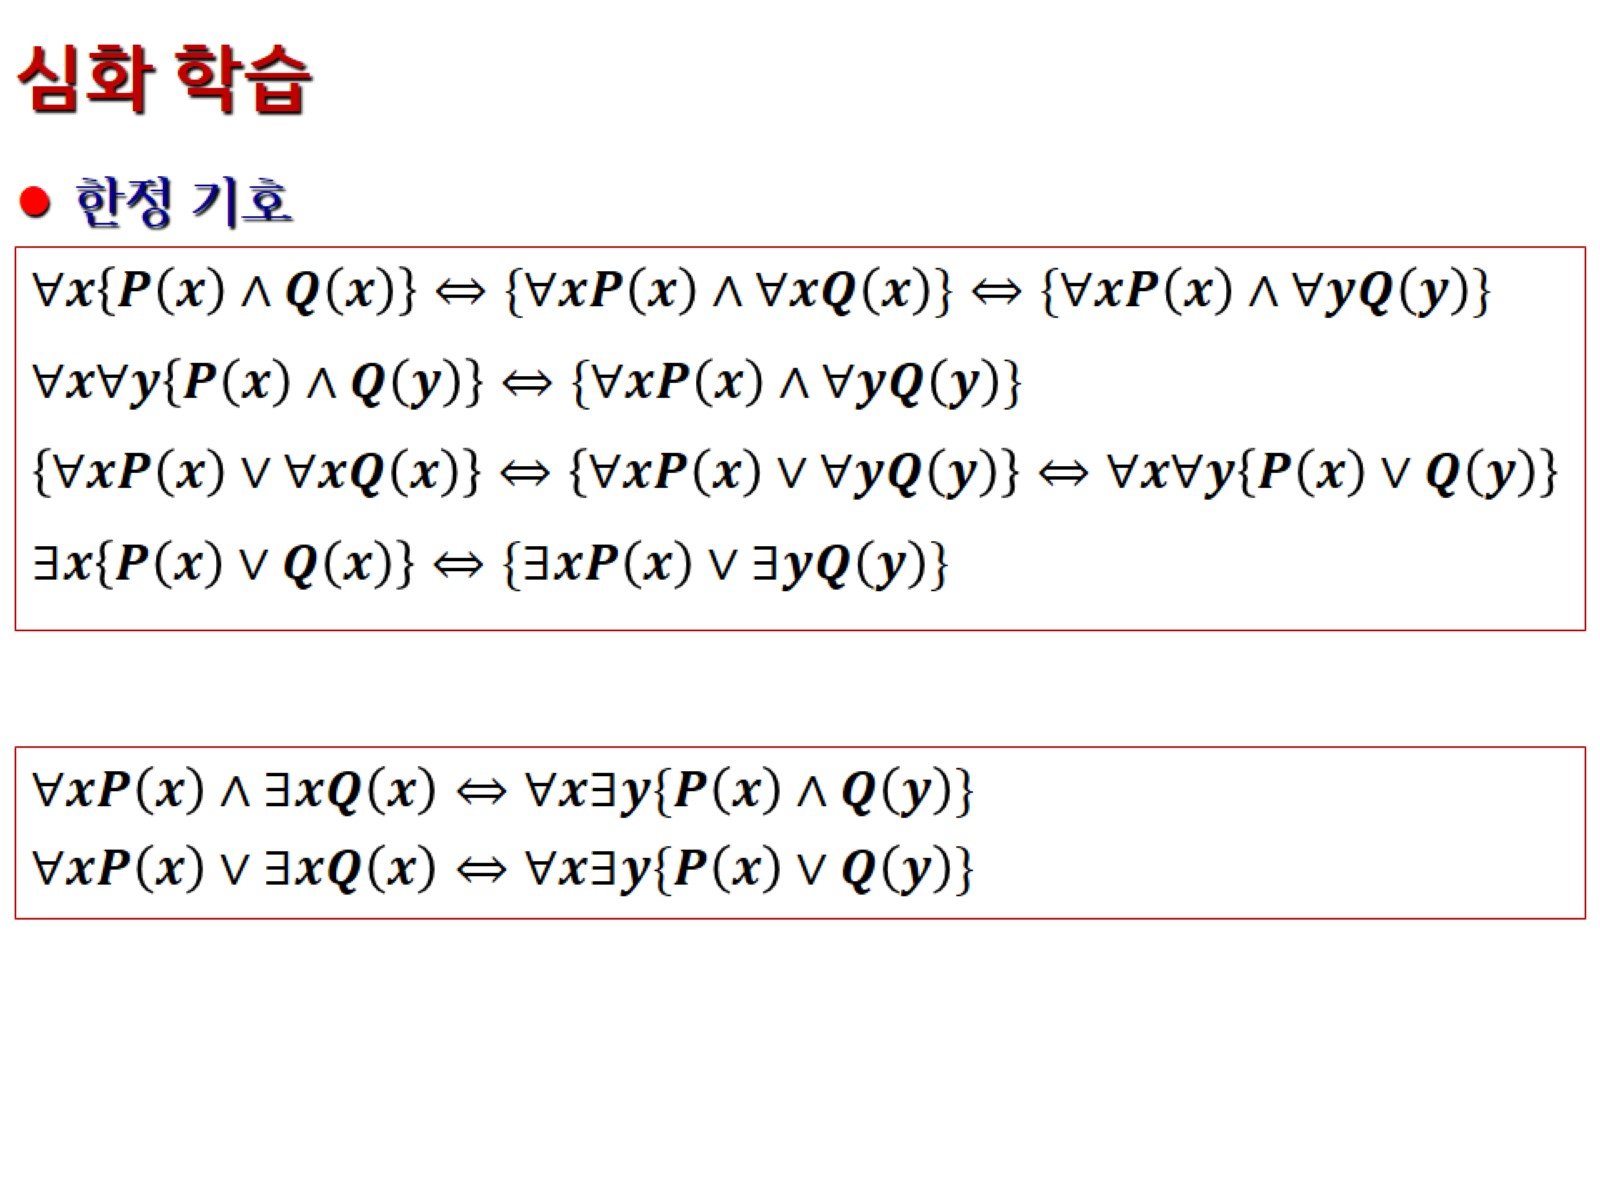 심화 학습
● 한정 기호
∀x{P(x) ∧ Q(x)} ⇔ {∀xP(x) ∧ ∀xQ(x)} ⇔ {∀xP(x) ∧ ∀yQ(y)}
∀x∀y{P(x) ∧ Q(y)} ⇔ {∀xP(x) ∧ ∀yQ(y)}
{∀xP(x) ∨ ∀xQ(x)} ⇔ {∀xP(x) ∨ ∀yQ(y)} ⇔ ∀x∀y{P(x) ∨ Q(y)}
∃x{P(x) ∨ Q(x)} ⇔ {∃xP(x) ∨ ∃yQ(y)}
∀xP(x) ∧ ∃xQ(x) ⇔ ∀x∃y{P(x) ∧ Q(y)}
∀xP(x) ∨ ∃xQ(x) ⇔ ∀x∃y{P(x) ∨ Q(y)}